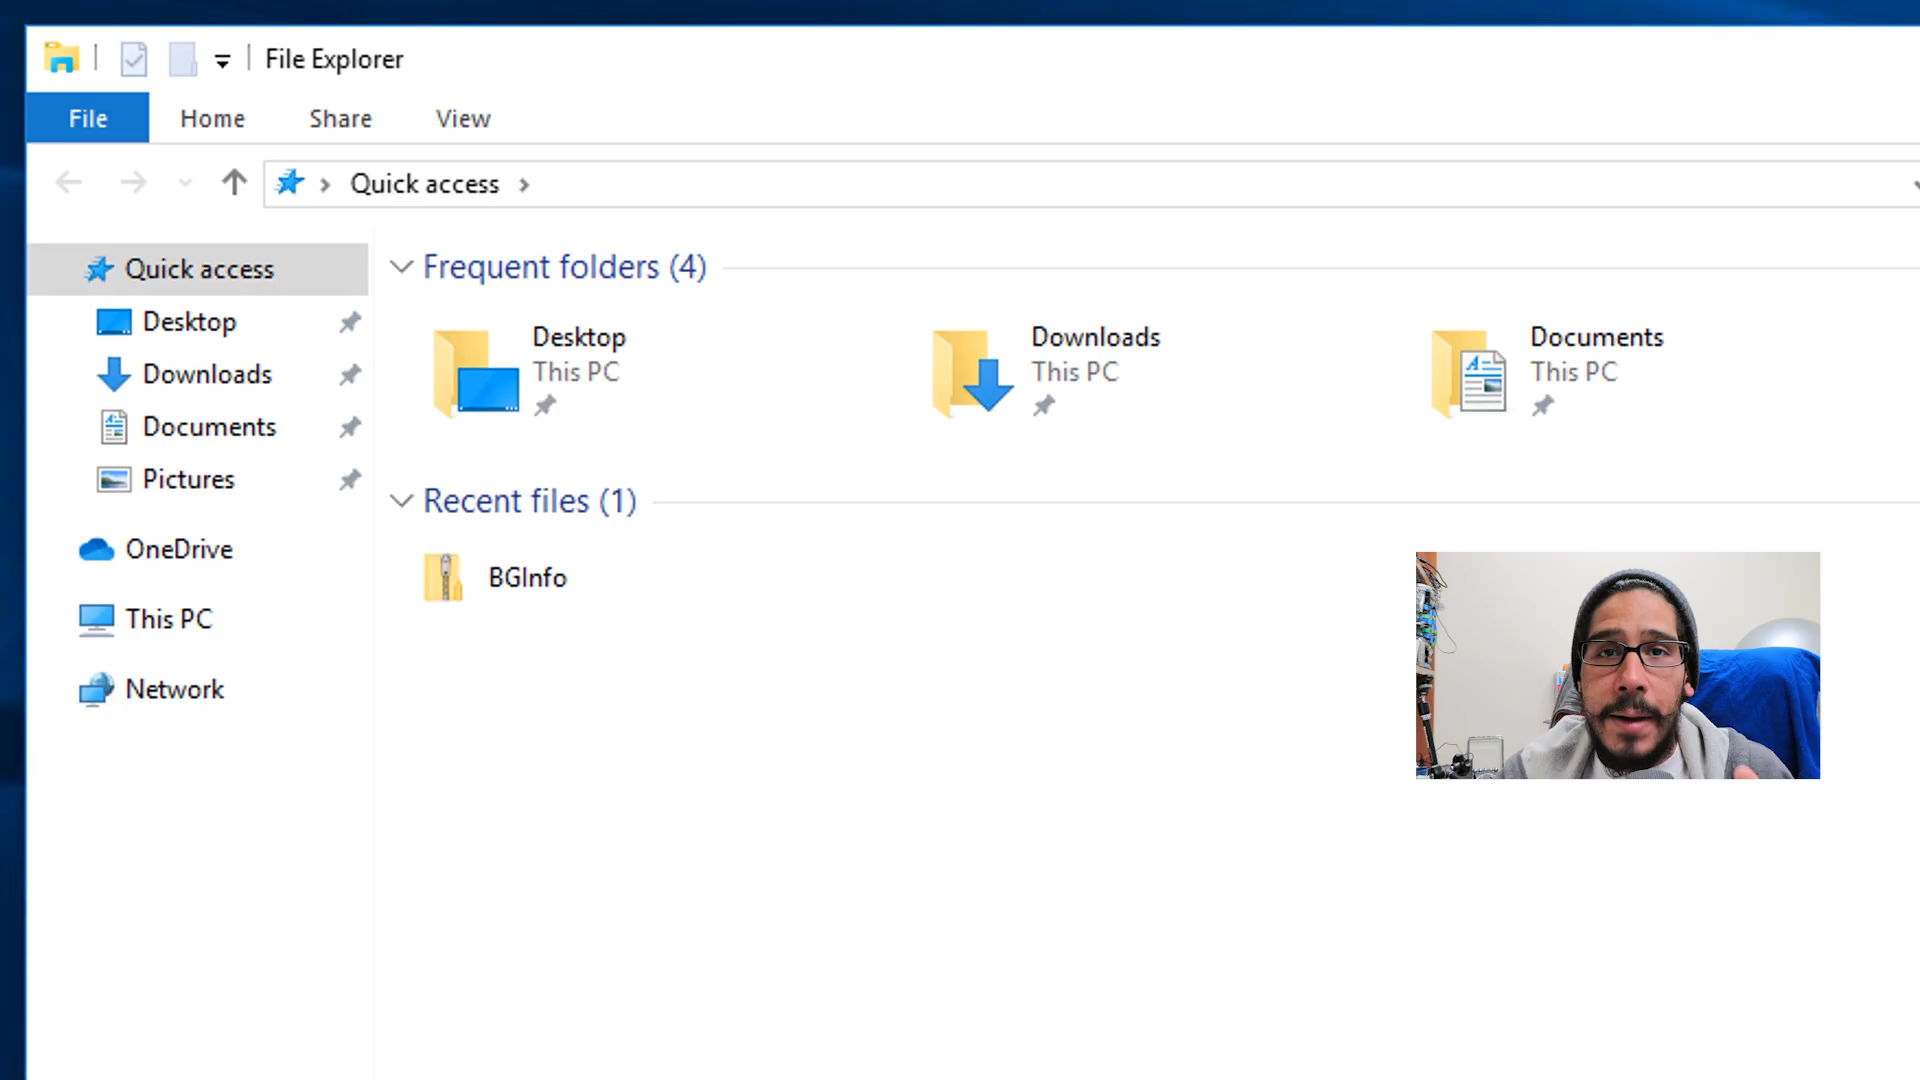 File Explorer
File Home Share View
Quick access
Quick access
Desktop
Downloads
Documents
Pictures
OneDrive
This PC
Network
Frequent folders (4)
Desktop
This PC
Downloads
This PC
Documents
This PC
Recent files (1)
BGInfo